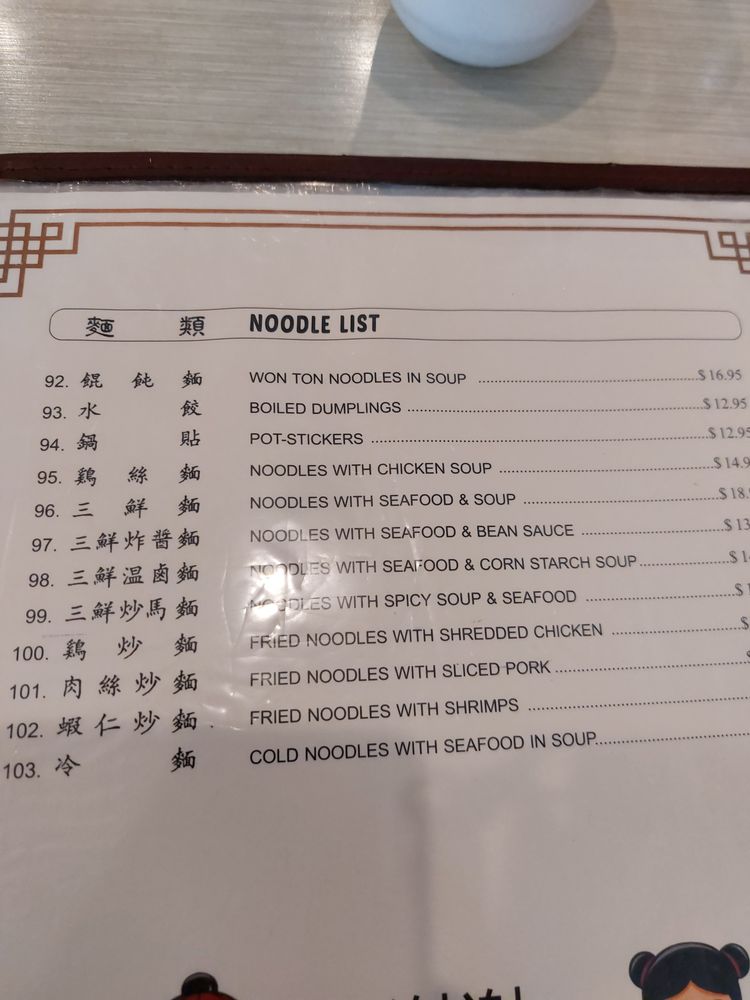 麵 類 NOODLE LIST
92. 餛 飩 麵 WON TON NOODLES IN SOUP $16.95
93. 水 餃 BOILED DUMPLINGS $12.95
94. 鍋 貼 POT-STICKERS $12.95
95. 鷄 絲 麵 NOODLES WITH CHICKEN SOUP $14.9
96. 三 鮮 麵 NOODLES WITH SEAFOOD & SOUP $18.
97. 三鮮炸醬麵 NOODLES WITH SEAFOOD & BEAN SAUCE $13
98. 三鮮温鹵麵 NOODLES WITH SEAFOOD & CORN STARCH SOUP $1
99. 三鮮炒馬麵 NOODLES WITH SPICY SOUP & SEAFOOD $1
100. 鷄 炒 麵 FRIED NOODLES WITH SHREDDED CHICKEN $
101. 肉絲炒麵 FRIED NOODLES WITH SLICED PORK
102. 蝦仁炒麵 FRIED NOODLES WITH SHRIMPS
103. 冷 麵 COLD NOODLES WITH SEAFOOD IN SOUP